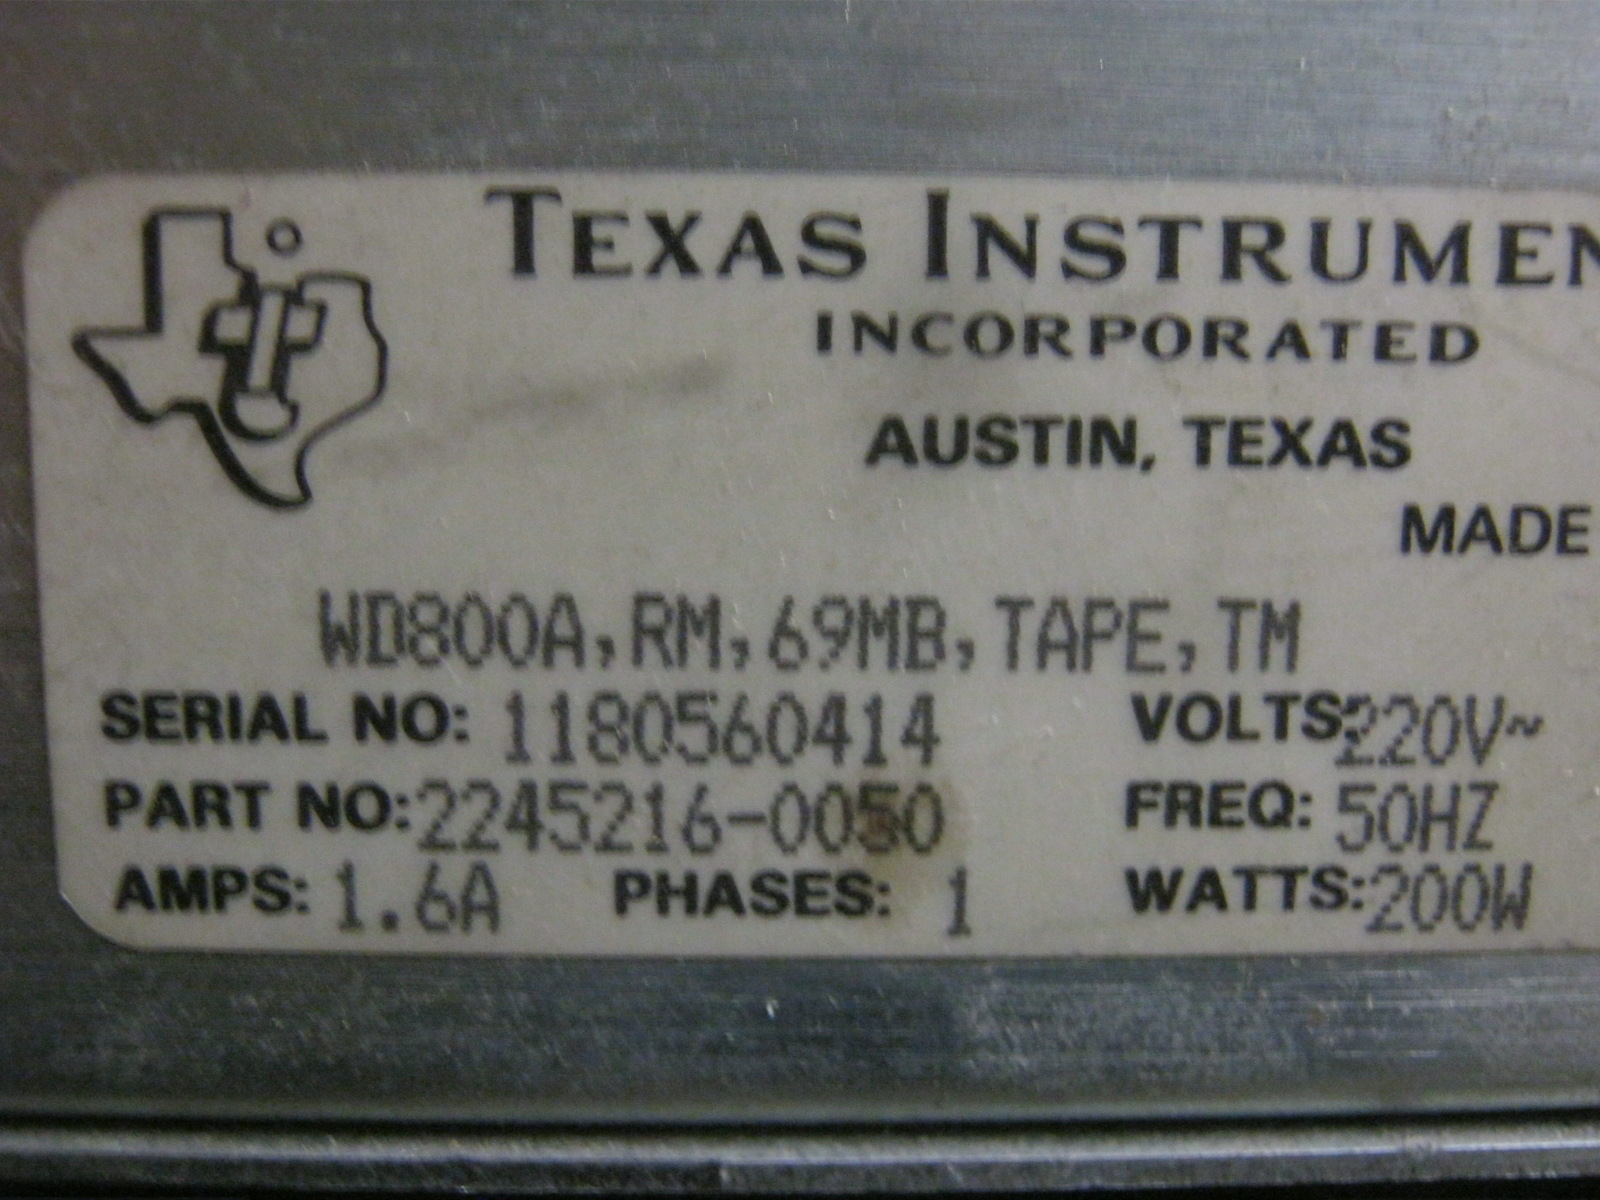 TEXAS INSTRUMEN
INCORPORATED
AUSTIN, TEXAS
MADE
WD800A,RM,69MB,TAPE,TM
SERIAL NO: 1180560414 VOLTS:220V~
PART NO:2245216-0050 FREQ: 50HZ
AMPS: 1.6A PHASES: 1 WATTS:200W